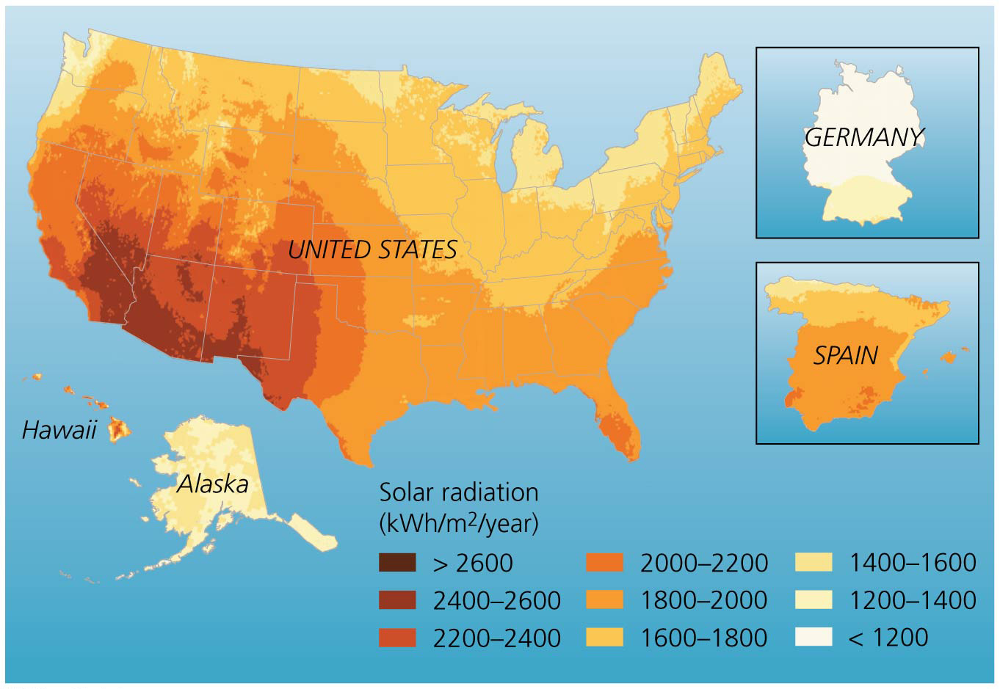 GERMANY
UNITED STATES
SPAIN
Hawaii
Alaska
Solar radiation
(kWh/m²/year)
> 2600
2400–2600
2200–2400
2000–2200
1800–2000
1600–1800
1400–1600
1200–1400
< 1200